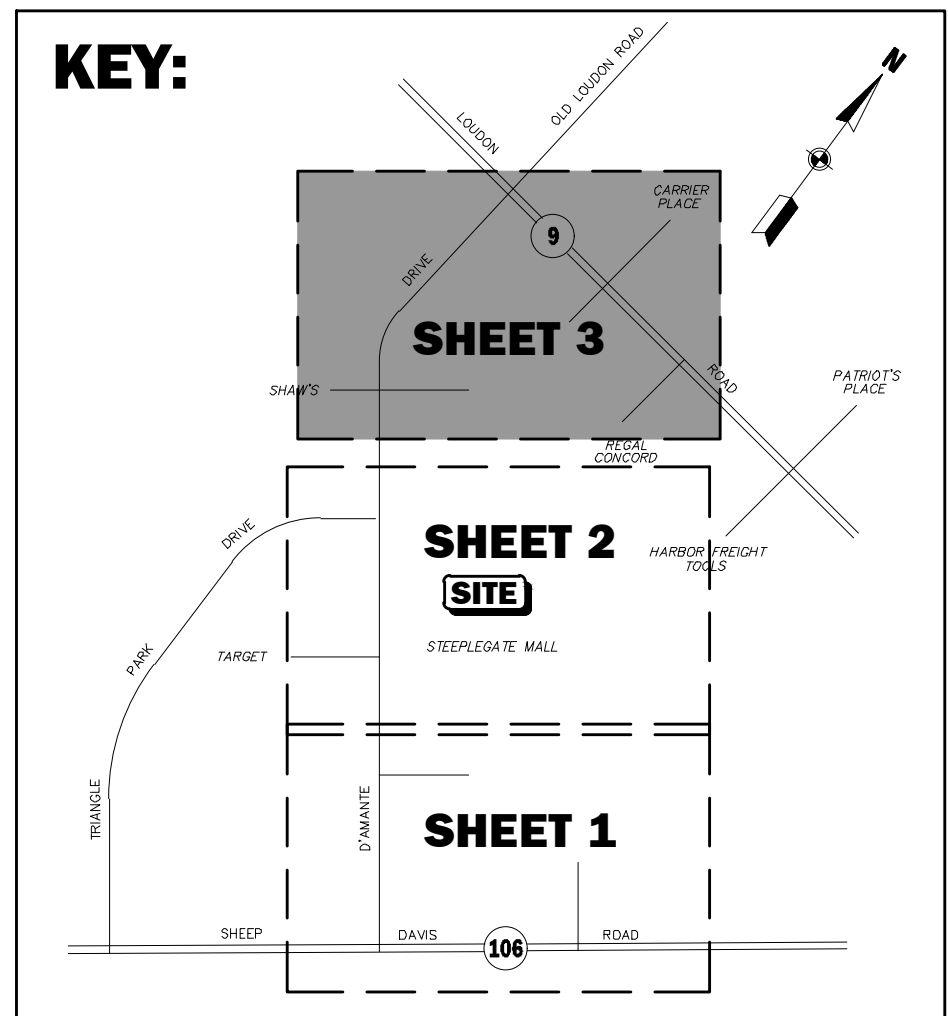 KEY:
N
OLD LOUDON ROAD
LOUDON
CARRIER
PLACE
9
DRIVE
SHEET 3
ROAD
PATRIOT'S
PLACE
SHAW'S
REGAL
CONCORD
DRIVE
SHEET 2
HARBOR FREIGHT
TOOLS
SITE
STEEPLEGATE MALL
PARK
TARGET
TRIANGLE
D'AMANTE
SHEET 1
SHEEP
DAVIS
106
ROAD